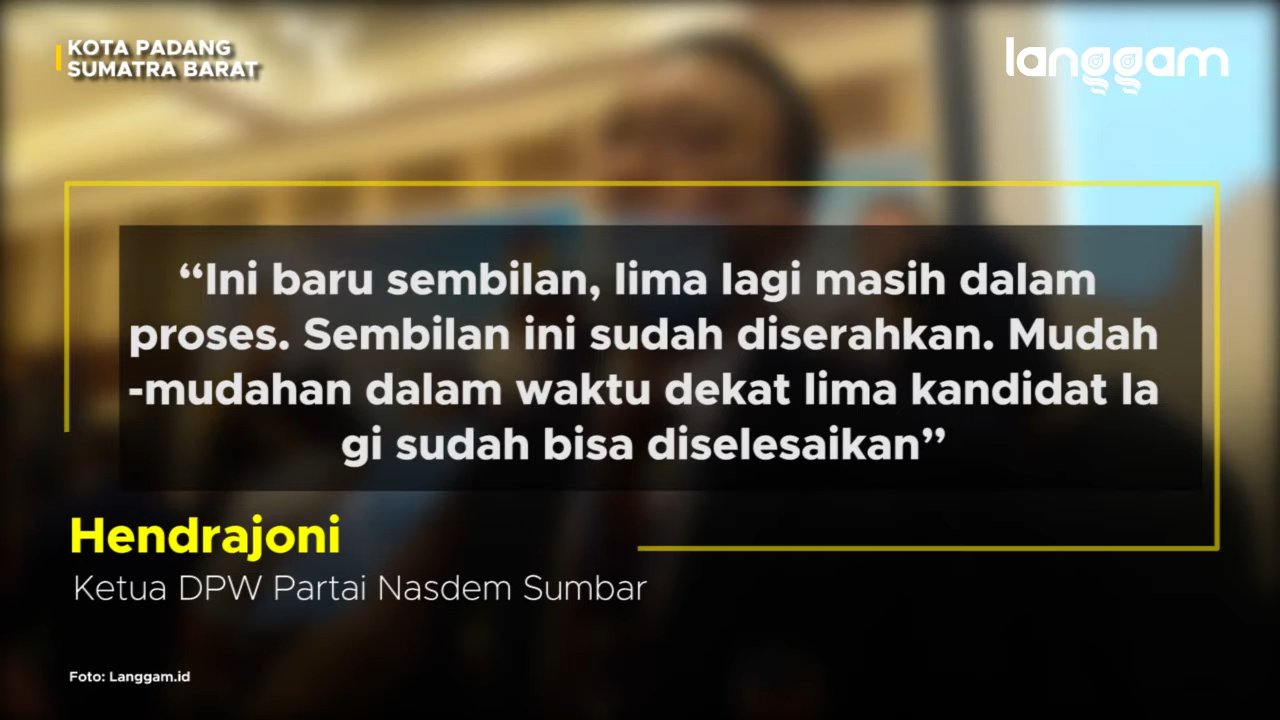 KOTA PADANG
SUMATRA BARAT
langgam
“Ini baru sembilan, lima lagi masih dalam
proses. Sembilan ini sudah diserahkan. Mudah
-mudahan dalam waktu dekat lima kandidat la
gi sudah bisa diselesaikan”
Hendrajoni
Ketua DPW Partai Nasdem Sumbar
Foto: Langgam.id